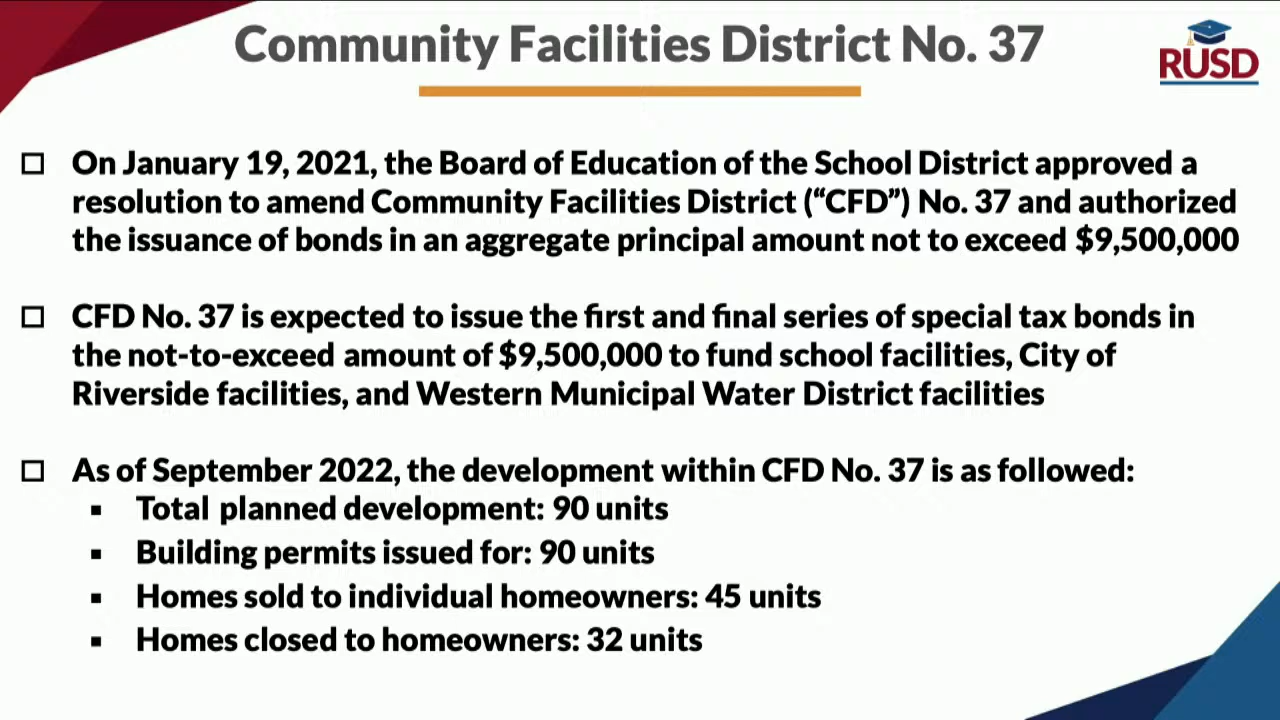 Community Facilities District No. 37
RUSD
On January 19, 2021, the Board of Education of the School District approved a
resolution to amend Community Facilities District (“CFD”) No. 37 and authorized
the issuance of bonds in an aggregate principal amount not to exceed $9,500,000
CFD No. 37 is expected to issue the first and final series of special tax bonds in
the not-to-exceed amount of $9,500,000 to fund school facilities, City of
Riverside facilities, and Western Municipal Water District facilities
As of September 2022, the development within CFD No. 37 is as followed:
Total planned development: 90 units
Building permits issued for: 90 units
Homes sold to individual homeowners: 45 units
Homes closed to homeowners: 32 units